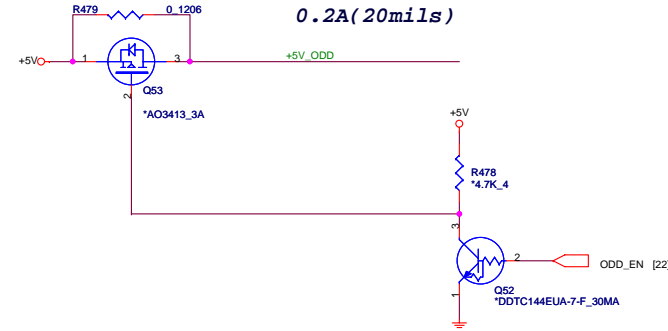 0.2A(20mils)
R479
0_1206
+5V
1
3
+5V_ODD
2
Q53
*AO3413_3A
+5V
R478
*4.7K_4
3
2
ODD_EN [22]
1
Q52
*DDTC144EUA-7-F_30MA